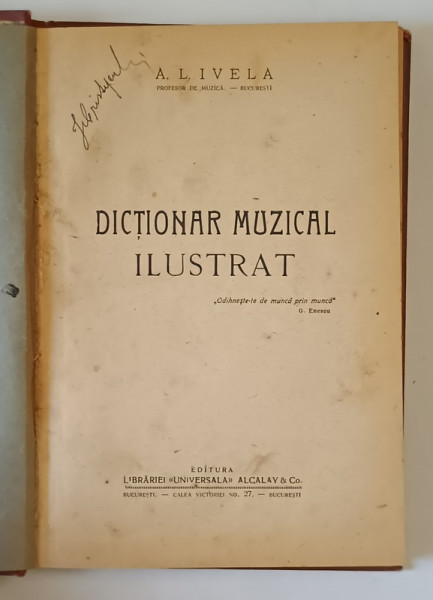 A. L. IVELA
PROFESOR DE MUZICĂ. — BUCUREȘTI
DICȚIONAR MUZICAL
ILUSTRAT
„Odihnește-te de muncă prin muncă"
G. Enescu
EDITURA
LIBRĂRIEI «UNIVERSALA» ALCALAY & Co.
BUCUREȘTI. — CALEA VICTORIEI NO. 27. — BUCUREȘTI